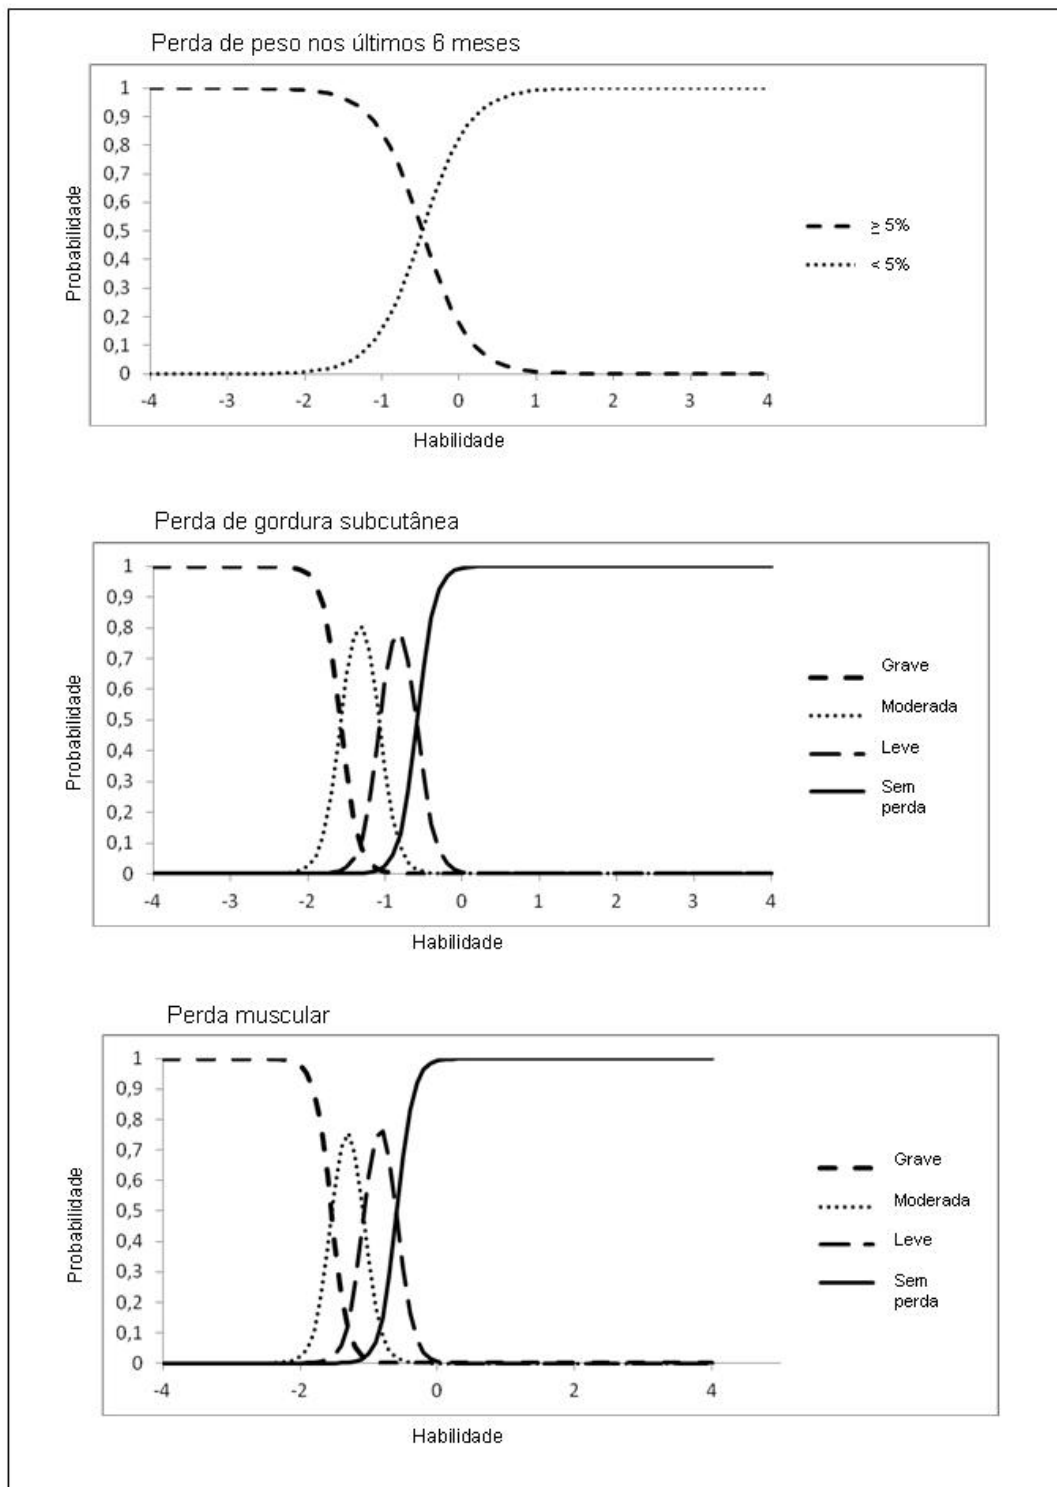 Perda de peso nos últimos 6 meses
1
0,9
0,8
0,7
0,6
0,5
0,4
0,3
0,2
0,1
0
Probabilidade
-4 -3 -2 -1 0 1 2 3 4
Habilidade
≥ 5%
< 5%
Perda de gordura subcutânea
1
0,9
0,8
0,7
0,6
0,5
0,4
0,3
0,2
0,1
0
Probabilidade
-4 -3 -2 -1 0 1 2 3 4
Habilidade
Grave
Moderada
Leve
Sem
perda
Perda muscular
1
0,9
0,8
0,7
0,6
0,5
0,4
0,3
0,2
0,1
0
Probabilidade
-4 -2 0 2 4
Habilidade
Grave
Moderada
Leve
Sem
perda